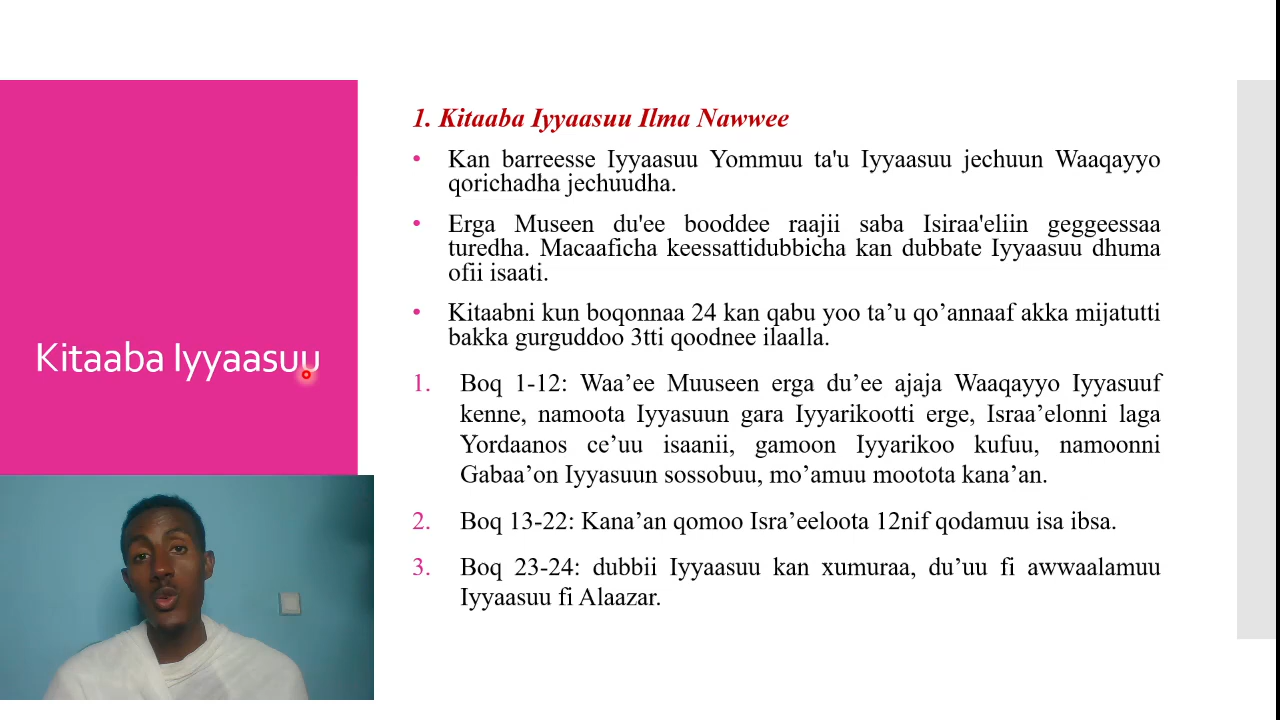 Kitaaba Iyyaasuu
1. Kitaaba Iyyaasuu Ilma Nawwee
• Kan barreesse Iyyaasuu Yommuu ta'u Iyyaasuu jechuun Waaqayyo
qorichadha jechuudha.
• Erga Museen du'ee booddee raajii saba Isiraa'eliin geggeessaa
turedha. Macaaficha keessattidubbicha kan dubbate Iyyaasuu dhuma
ofii isaati.
• Kitaabni kun boqonnaa 24 kan qabu yoo ta’u qo’annaaf akka mijatutti
bakka gurguddoo 3tti qoodnee ilaalla.
1. Boq 1-12: Waa’ee Muuseen erga du’ee ajaja Waaqayyo Iyyasuuf
kenne, namoota Iyyasuun gara Iyyarikootti erge, Israa’elonni laga
Yordaanos ce’uu isaanii, gamoon Iyyarikoo kufuu, namoonni
Gabaa’on Iyyasuun sossobuu, mo’amuu mootota kana’an.
2. Boq 13-22: Kana’an qomoo Isra’eeloota 12nif qodamuu isa ibsa.
3. Boq 23-24: dubbii Iyyaasuu kan xumuraa, du’uu fi awwaalamuu
Iyyaasuu fi Alaazar.